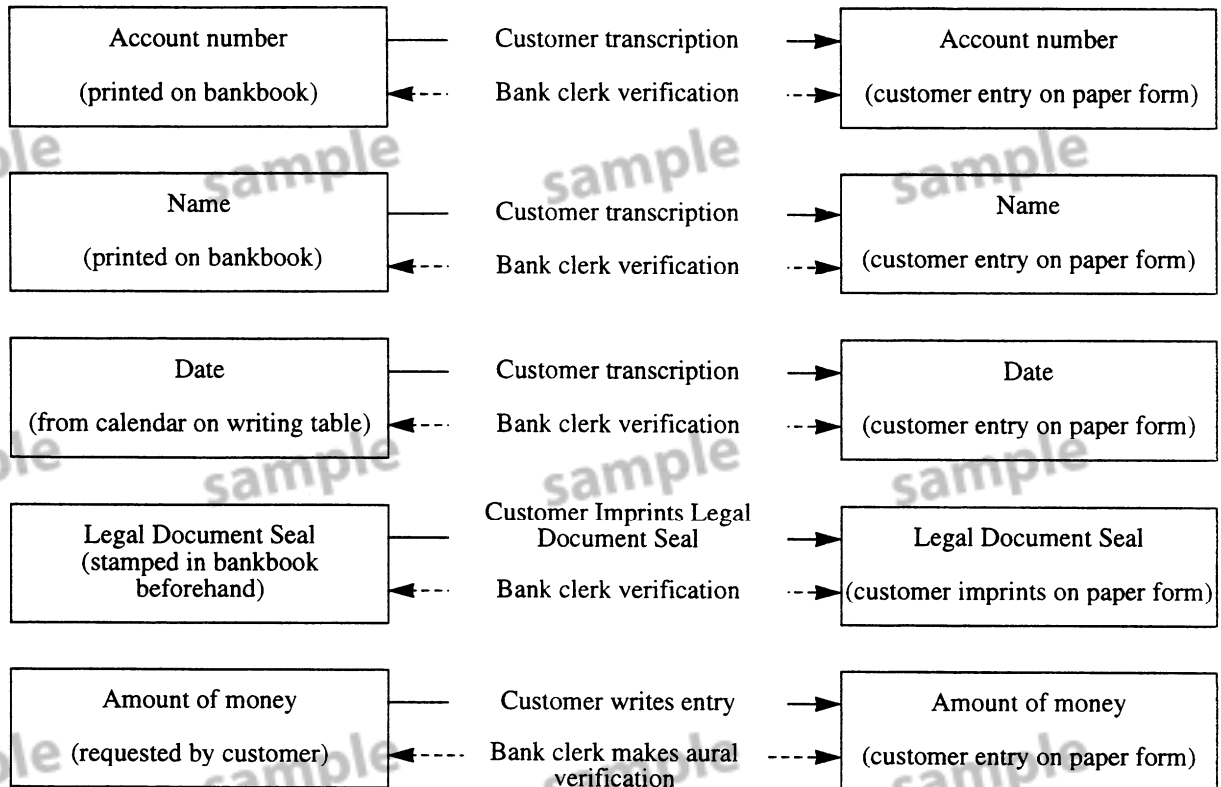 Account number
Customer transcription
Account number
(printed on bankbook)
Bank clerk verification
(customer entry on paper form)
ple
sample
sample
sample
Name
Customer transcription
Name
(printed on bankbook)
Bank clerk verification
(customer entry on paper form)
Date
Customer transcription
Date
(from calendar on writing table)
Bank clerk verification
(customer entry on paper form)
ple
sample
sample
sample
Legal Document Seal
(stamped in bankbook
beforehand)
Customer Imprints Legal
Document Seal
Bank clerk verification
Legal Document Seal
(customer imprints on paper form)
Amount of money
Customer writes entry
Amount of money
(requested by customer)
Bank clerk makes aural
verification
(customer entry on paper form)
ple
sample
sample
sample